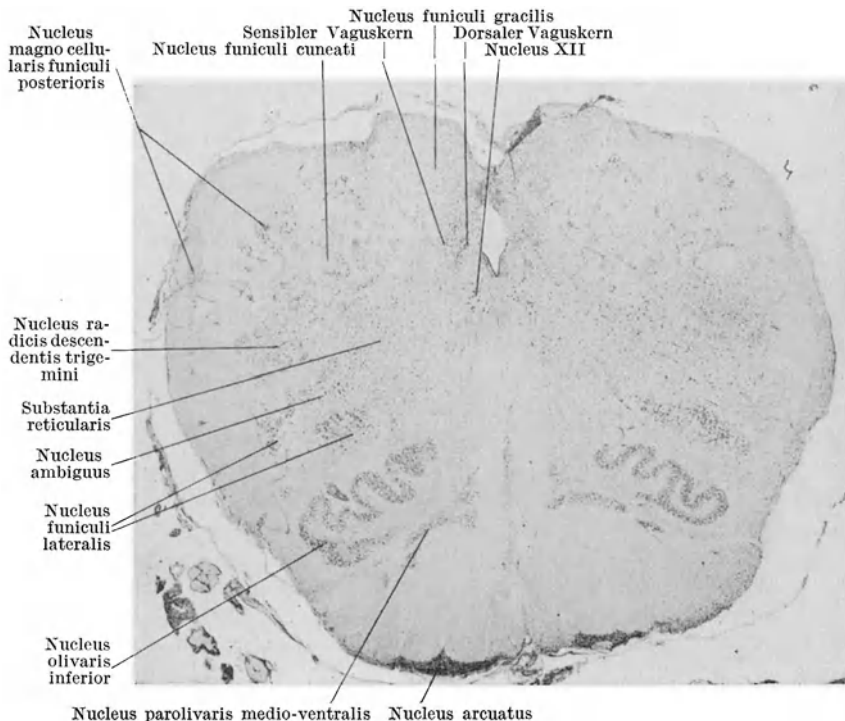 Nucleus funiculi gracilis
Nucleus
magno cellu-
laris funiculi
posterioris
Sensibler Vaguskern
Dorsaler Vaguskern
Nucleus funiculi cuneati
Nucleus XII
Nucleus ra-
dicis descen-
dentis trige-
mini
Substantia
reticularis
Nucleus
ambiguus
Nucleus
funiculi
lateralis
Nucleus
olivaris
inferior
Nucleus parolivaris medio-ventralis
Nucleus arcuatus